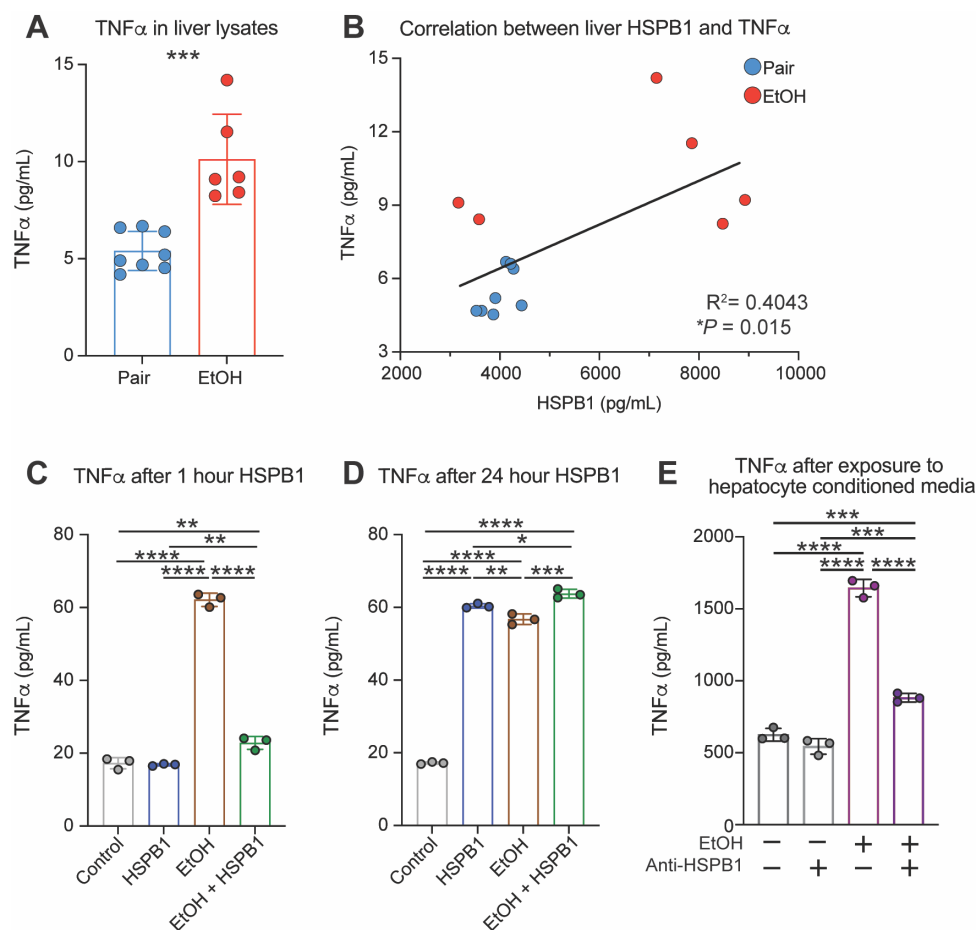 A
TNFα in liver lysates
***
TNFα (pg/mL)
15
10
5
0
Pair
EtOH
B
Correlation between liver HSPB1 and TNFα
Pair
EtOH
TNFα (pg/mL)
15
12
9
6
3
R²= 0.4043
*P = 0.015
2000
4000
6000
8000
10000
HSPB1 (pg/mL)
C
TNFα after 1 hour HSPB1
**
**
****
**** ****
TNFα (pg/mL)
80
60
40
20
0
Control
HSPB1
EtOH
EtOH + HSPB1
D
TNFα after 24 hour HSPB1
****
*
****
**** ** ***
TNFα (pg/mL)
80
60
40
20
0
Control
HSPB1
EtOH
EtOH + HSPB1
E
TNFα after exposure to
hepatocyte conditioned media
***
***
****
**** ****
TNFα (pg/mL)
2000
1500
1000
500
0
EtOH − − + +
Anti-HSPB1 − + − +